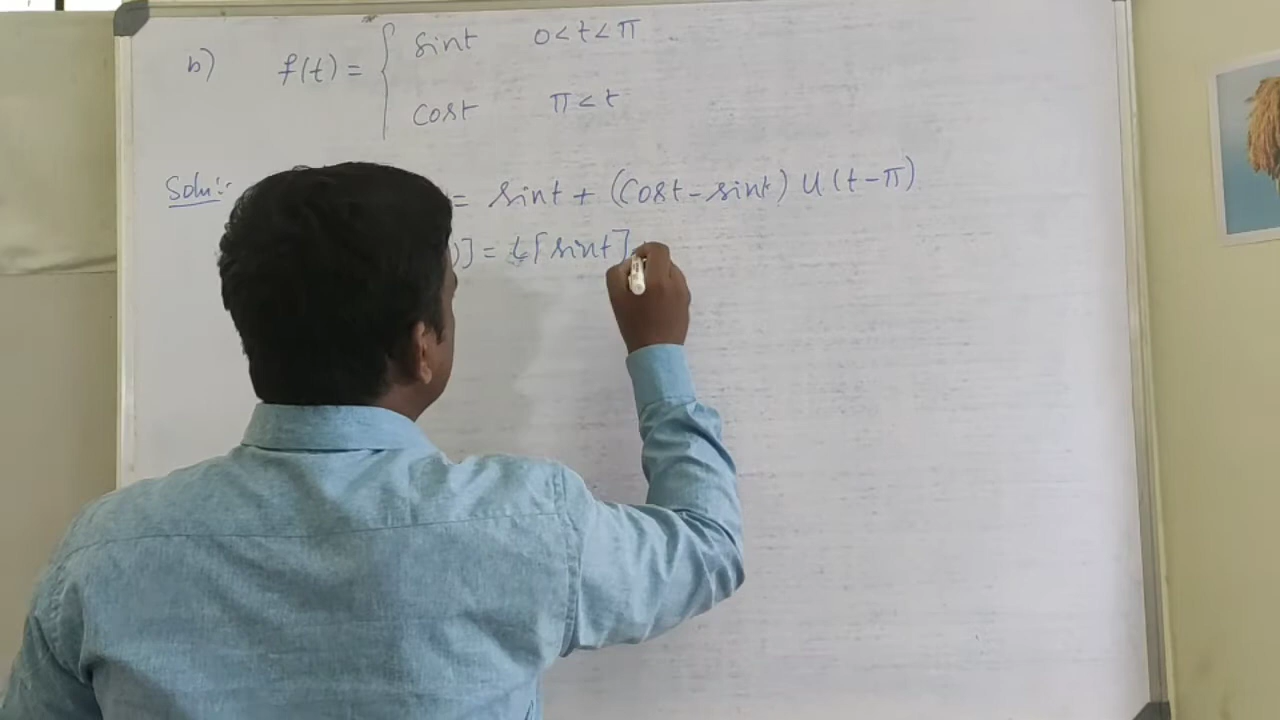 b) f(t) = { sint 0<t<π
cost π<t
Soln:- = sint + (cost - sint) u(t-π)
)] = L[sint]